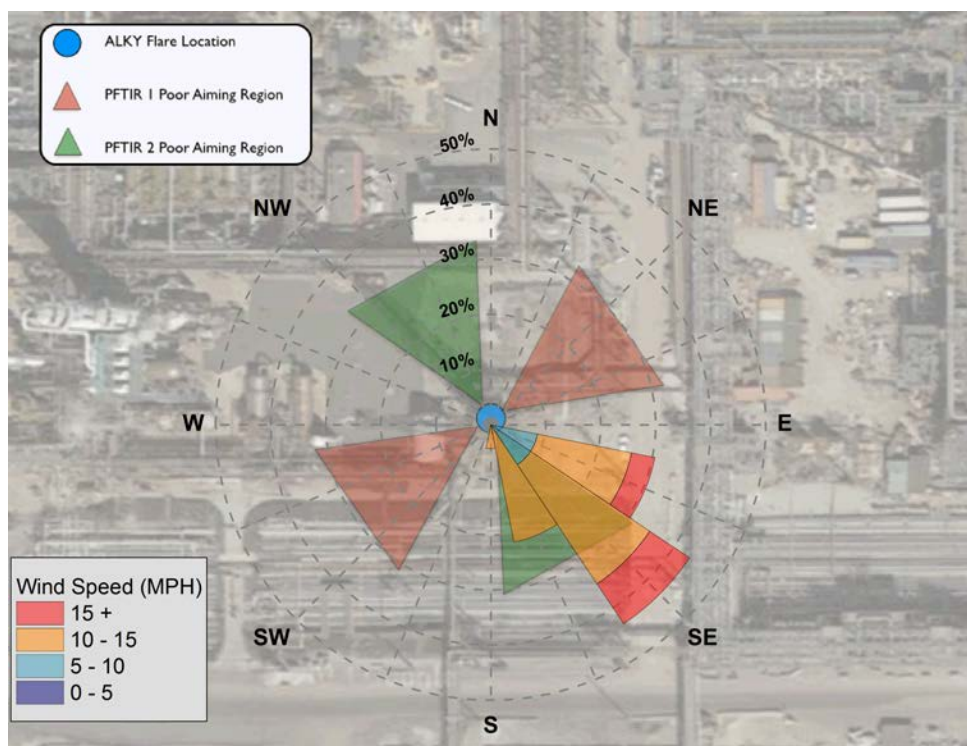 ALKY Flare Location
PFTIR 1 Poor Aiming Region
PFTIR 2 Poor Aiming Region
N
50%
40%
30%
20%
10%
NW
NE
W
E
SW
SE
S
Wind Speed (MPH)
15 +
10 - 15
5 - 10
0 - 5